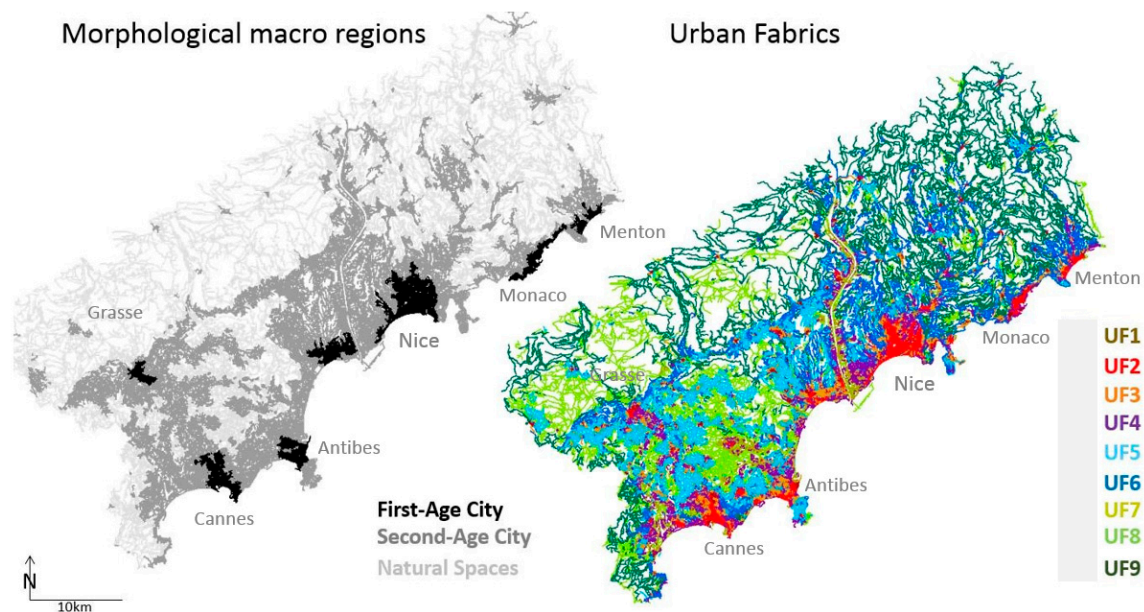 Morphological macro regions
Urban Fabrics
Menton
Monaco
Grasse
Nice
Antibes
Cannes
First-Age City
Second-Age City
Natural Spaces
N
10km
Menton
Monaco
Grasse
Nice
Antibes
Cannes
UF1
UF2
UF3
UF4
UF5
UF6
UF7
UF8
UF9